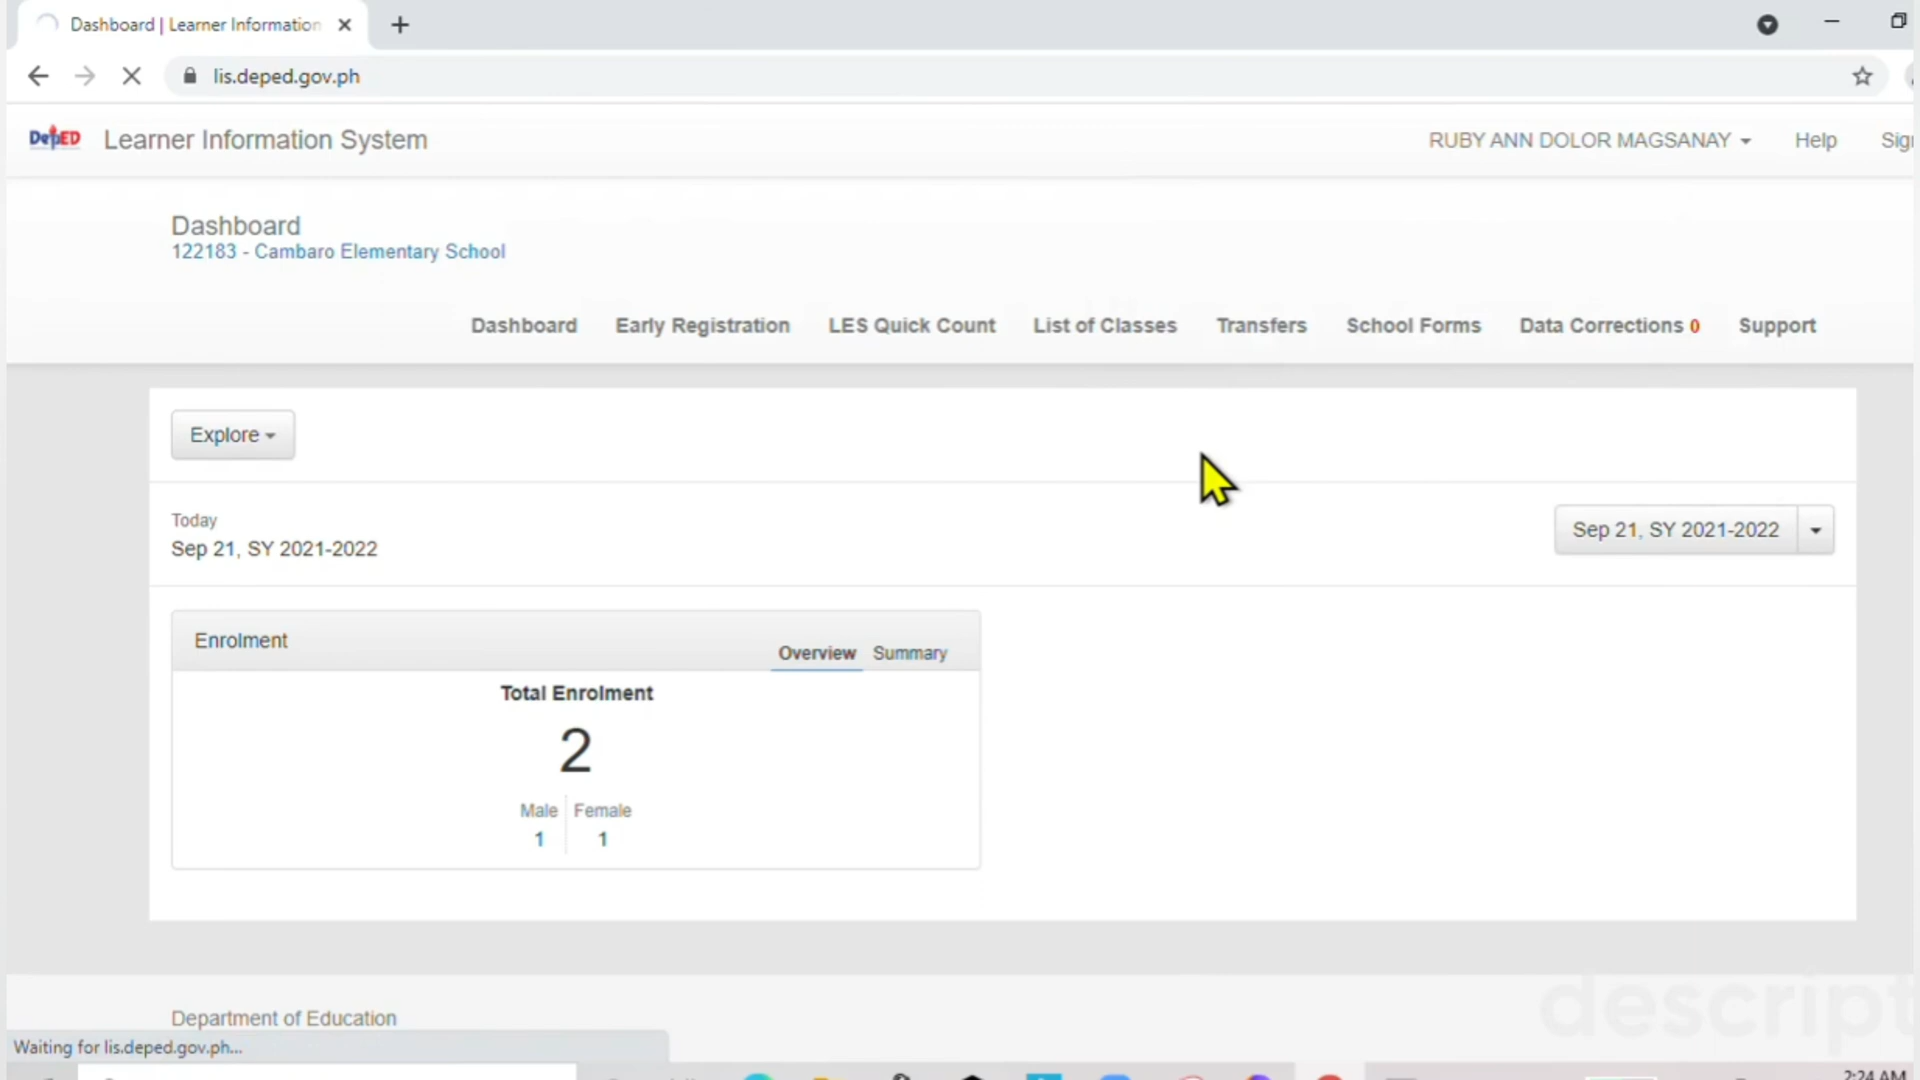 Dashboard | Learner Information
lis.deped.gov.ph
DepED Learner Information System
RUBY ANN DOLOR MAGSANAY Help Sig
Dashboard
122183 - Cambaro Elementary School
Dashboard Early Registration LES Quick Count List of Classes Transfers School Forms Data Corrections 0 Support
Explore
Today
Sep 21, SY 2021-2022
Sep 21, SY 2021-2022
Enrolment
Overview Summary
Total Enrolment
2
Male Female
1 1
Department of Education
descript
Waiting for lis.deped.gov.ph...
2:24 AM